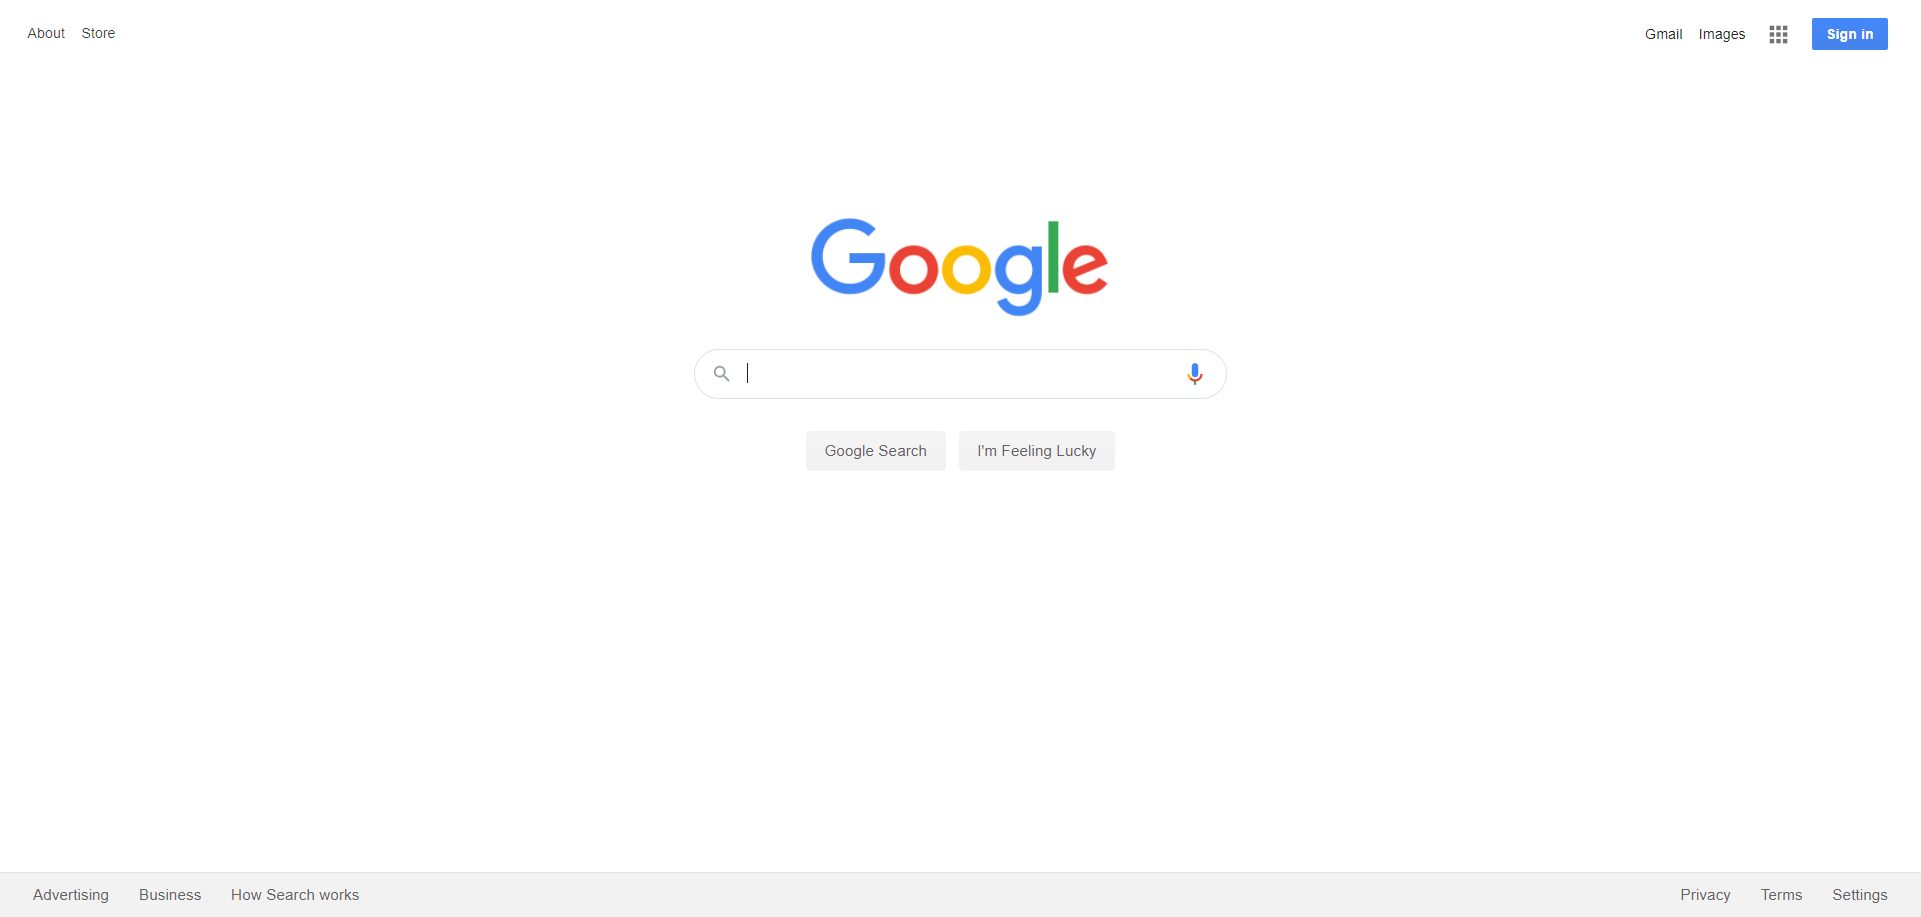 About Store Gmail Images Sign in
Google
Google Search I'm Feeling Lucky
Advertising Business How Search works Privacy Terms Settings